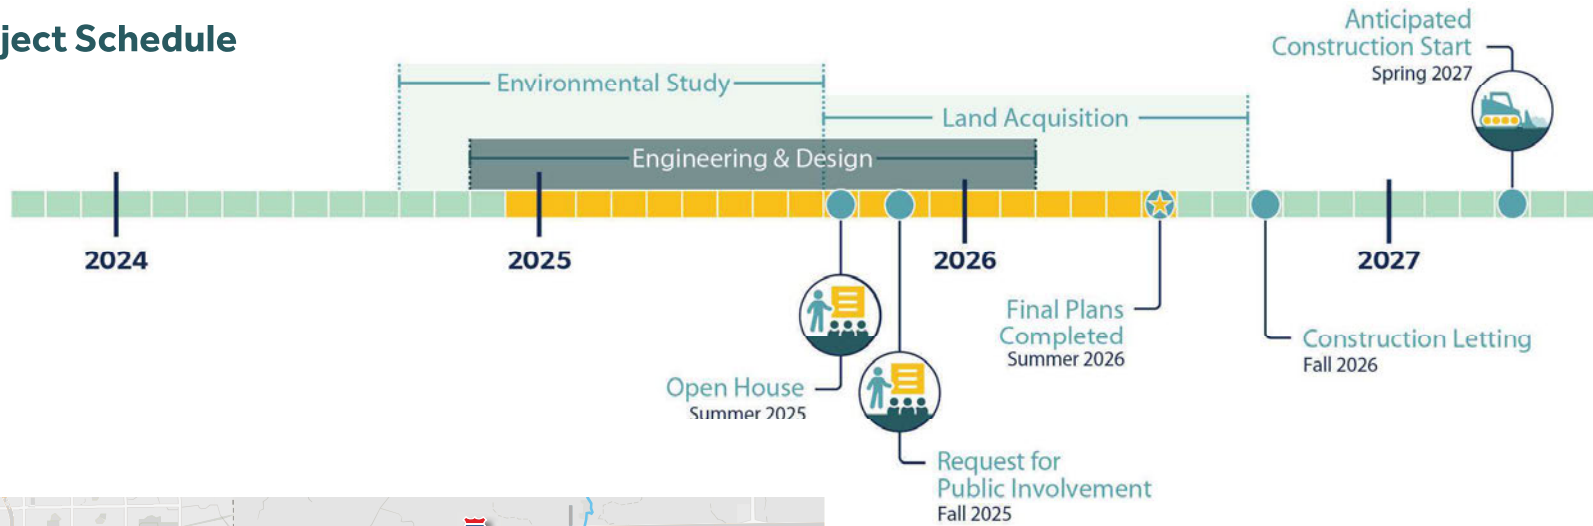 ject Schedule
Anticipated
Construction Start
Spring 2027
Environmental Study
Land Acquisition
Engineering & Design
2024
2025
2026
2027
Final Plans
Completed
Summer 2026
Construction Letting
Fall 2026
Open House
Summer 2025
Request for
Public Involvement
Fall 2025